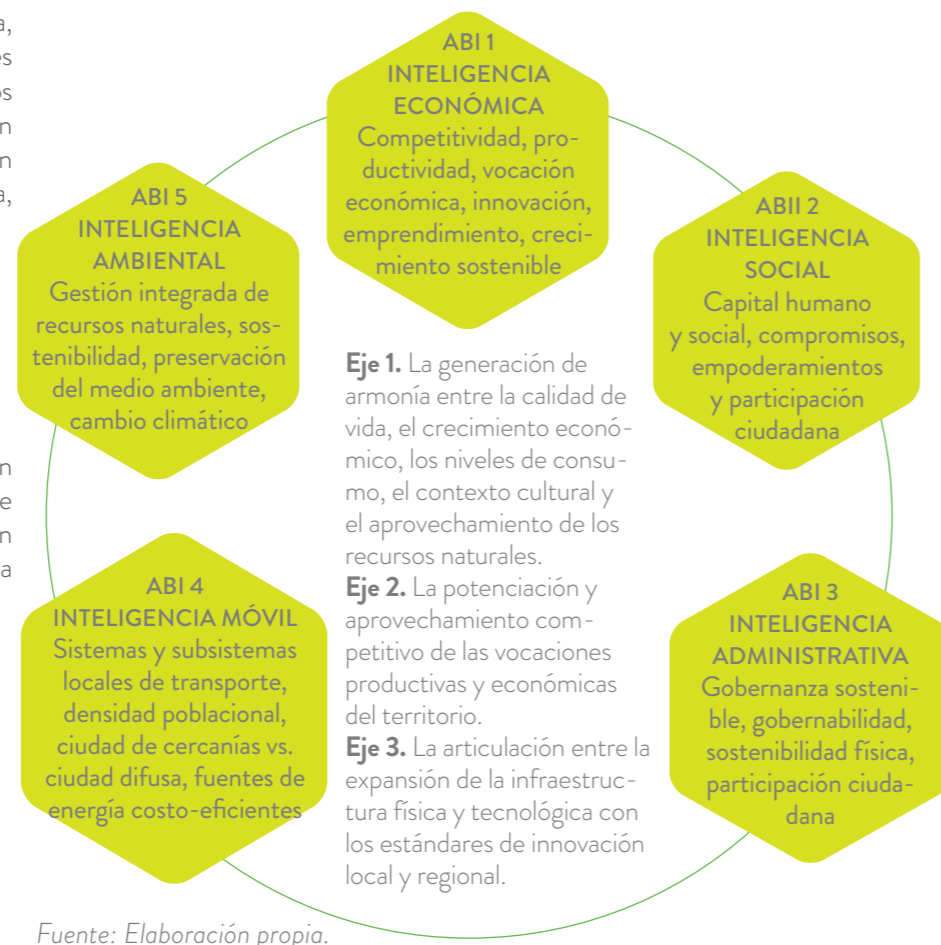 a,
es
os
n
n
a,
n
e
n
a
ABI 1
INTELIGENCIA
ECONÓMICA
Competitividad, pro-
ductividad, vocación
económica, innovación,
emprendimiento, creci-
miento sostenible
ABII 2
INTELIGENCIA
SOCIAL
Capital humano
y social, compromisos,
empoderamientos
y participación
ciudadana
ABI 3
INTELIGENCIA
ADMINISTRATIVA
Gobernanza sosteni-
ble, gobernabilidad,
sostenibilidad física,
participación ciuda-
dana
ABI 4
INTELIGENCIA MÓVIL
Sistemas y subsistemas
locales de transporte,
densidad poblacional,
ciudad de cercanías vs.
ciudad difusa, fuentes de
energía costo-eficientes
ABI 5
INTELIGENCIA
AMBIENTAL
Gestión integrada de
recursos naturales, sos-
tenibilidad, preservación
del medio ambiente,
cambio climático
Eje 1. La generación de
armonía entre la calidad de
vida, el crecimiento econó-
mico, los niveles de consu-
mo, el contexto cultural y
el aprovechamiento de los
recursos naturales.
Eje 2. La potenciación y
aprovechamiento com-
petitivo de las vocaciones
productivas y económicas
del territorio.
Eje 3. La articulación entre la
expansión de la infraestruc-
tura física y tecnológica con
los estándares de innovación
local y regional.
Fuente: Elaboración propia.